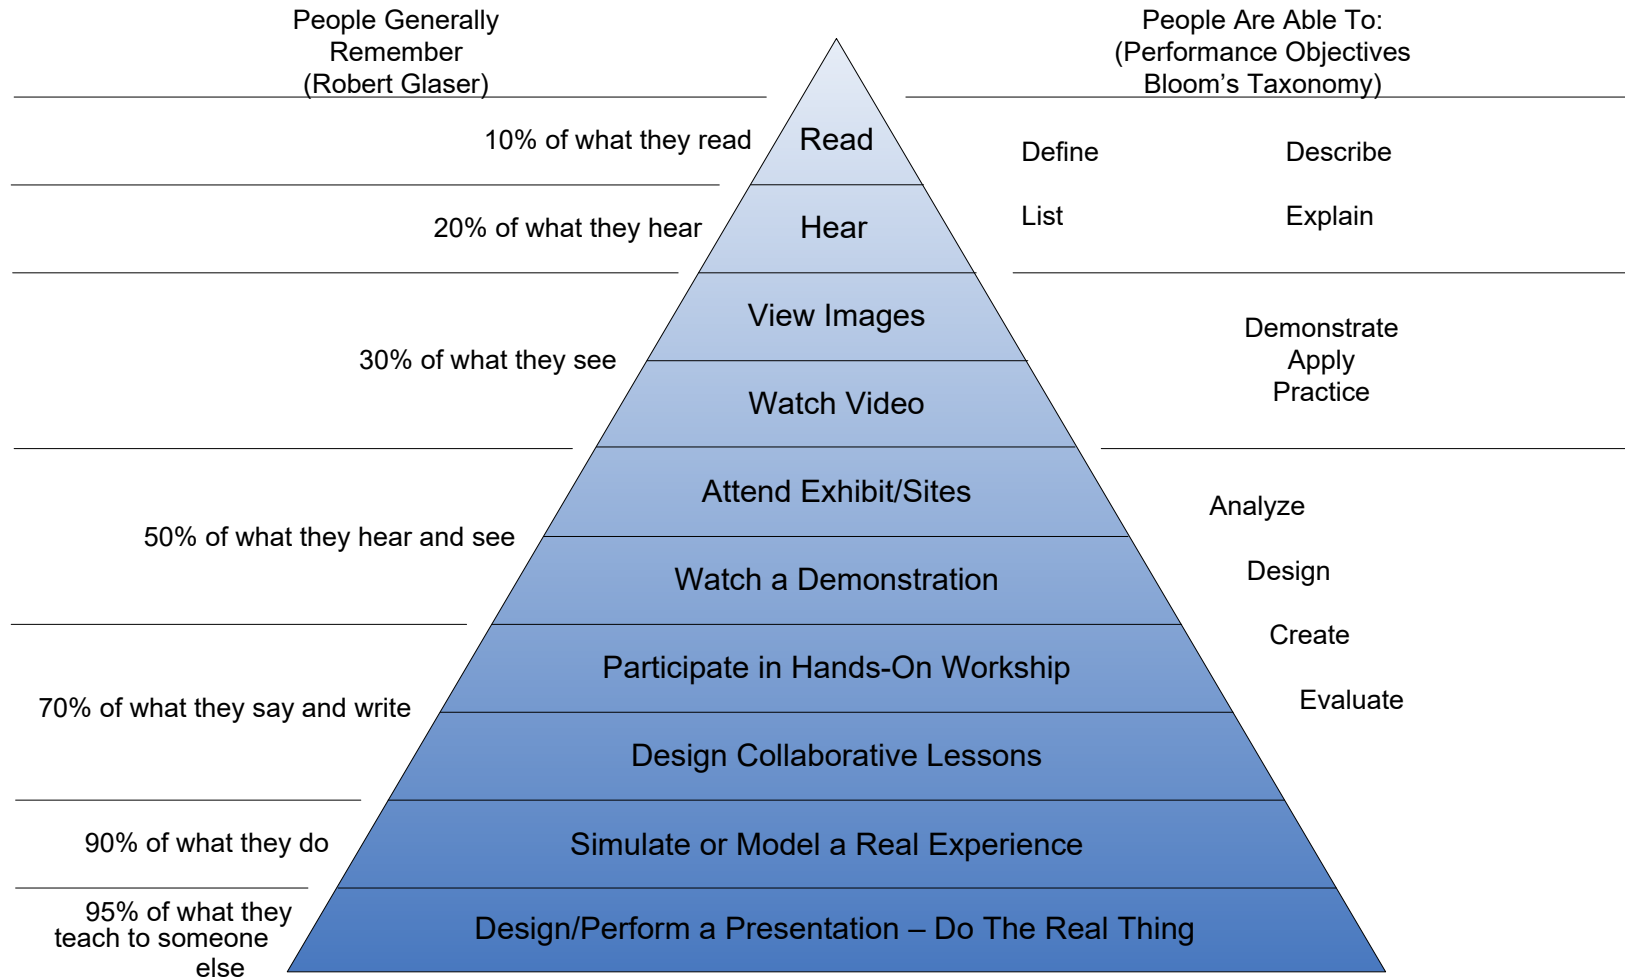 People Generally
Remember
(Robert Glaser)
People Are Able To:
(Performance Objectives
Bloom’s Taxonomy)
10% of what they read
Read
Define
Describe
20% of what they hear
Hear
List
Explain
30% of what they see
View Images
Watch Video
Demonstrate
Apply
Practice
50% of what they hear and see
Attend Exhibit/Sites
Watch a Demonstration
Analyze
Design
Create
Evaluate
70% of what they say and write
Participate in Hands-On Workship
Design Collaborative Lessons
90% of what they do
Simulate or Model a Real Experience
95% of what they
teach to someone
else
Design/Perform a Presentation – Do The Real Thing